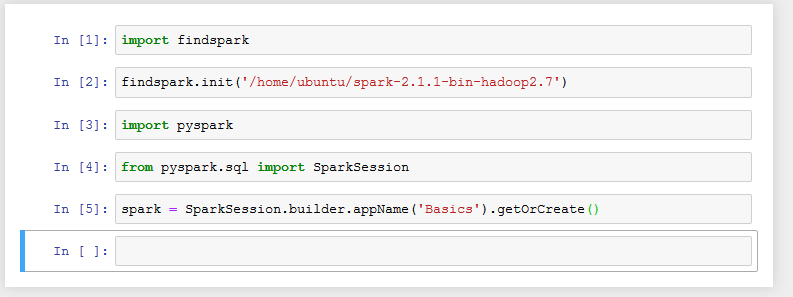 In [1]: import findspark
In [2]: findspark.init('/home/ubuntu/spark-2.1.1-bin-hadoop2.7')
In [3]: import pyspark
In [4]: from pyspark.sql import SparkSession
In [5]: spark = SparkSession.builder.appName('Basics').getOrCreate()
In [ ]: